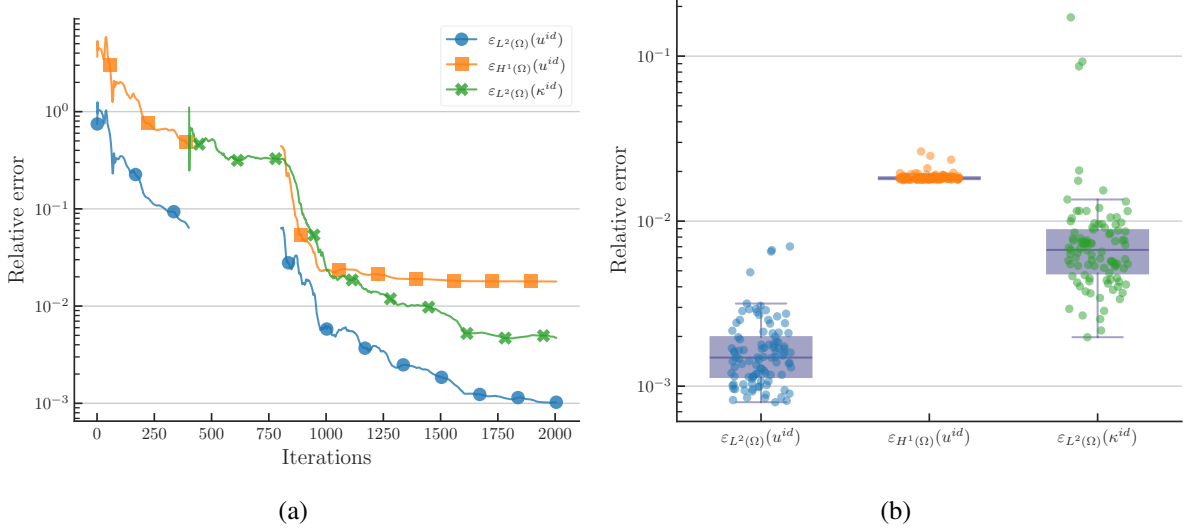 Relative error
10⁰
10⁻¹
10⁻²
10⁻³
ε_{L²(Ω)}(u^{id})
ε_{H¹(Ω)}(u^{id})
ε_{L²(Ω)}(κ^{id})
0 250 500 750 1000 1250 1500 1750 2000
Iterations
(a)
Relative error
10⁻¹
10⁻²
10⁻³
ε_{L²(Ω)}(u^{id}) ε_{H¹(Ω)}(u^{id}) ε_{L²(Ω)}(κ^{id})
(b)